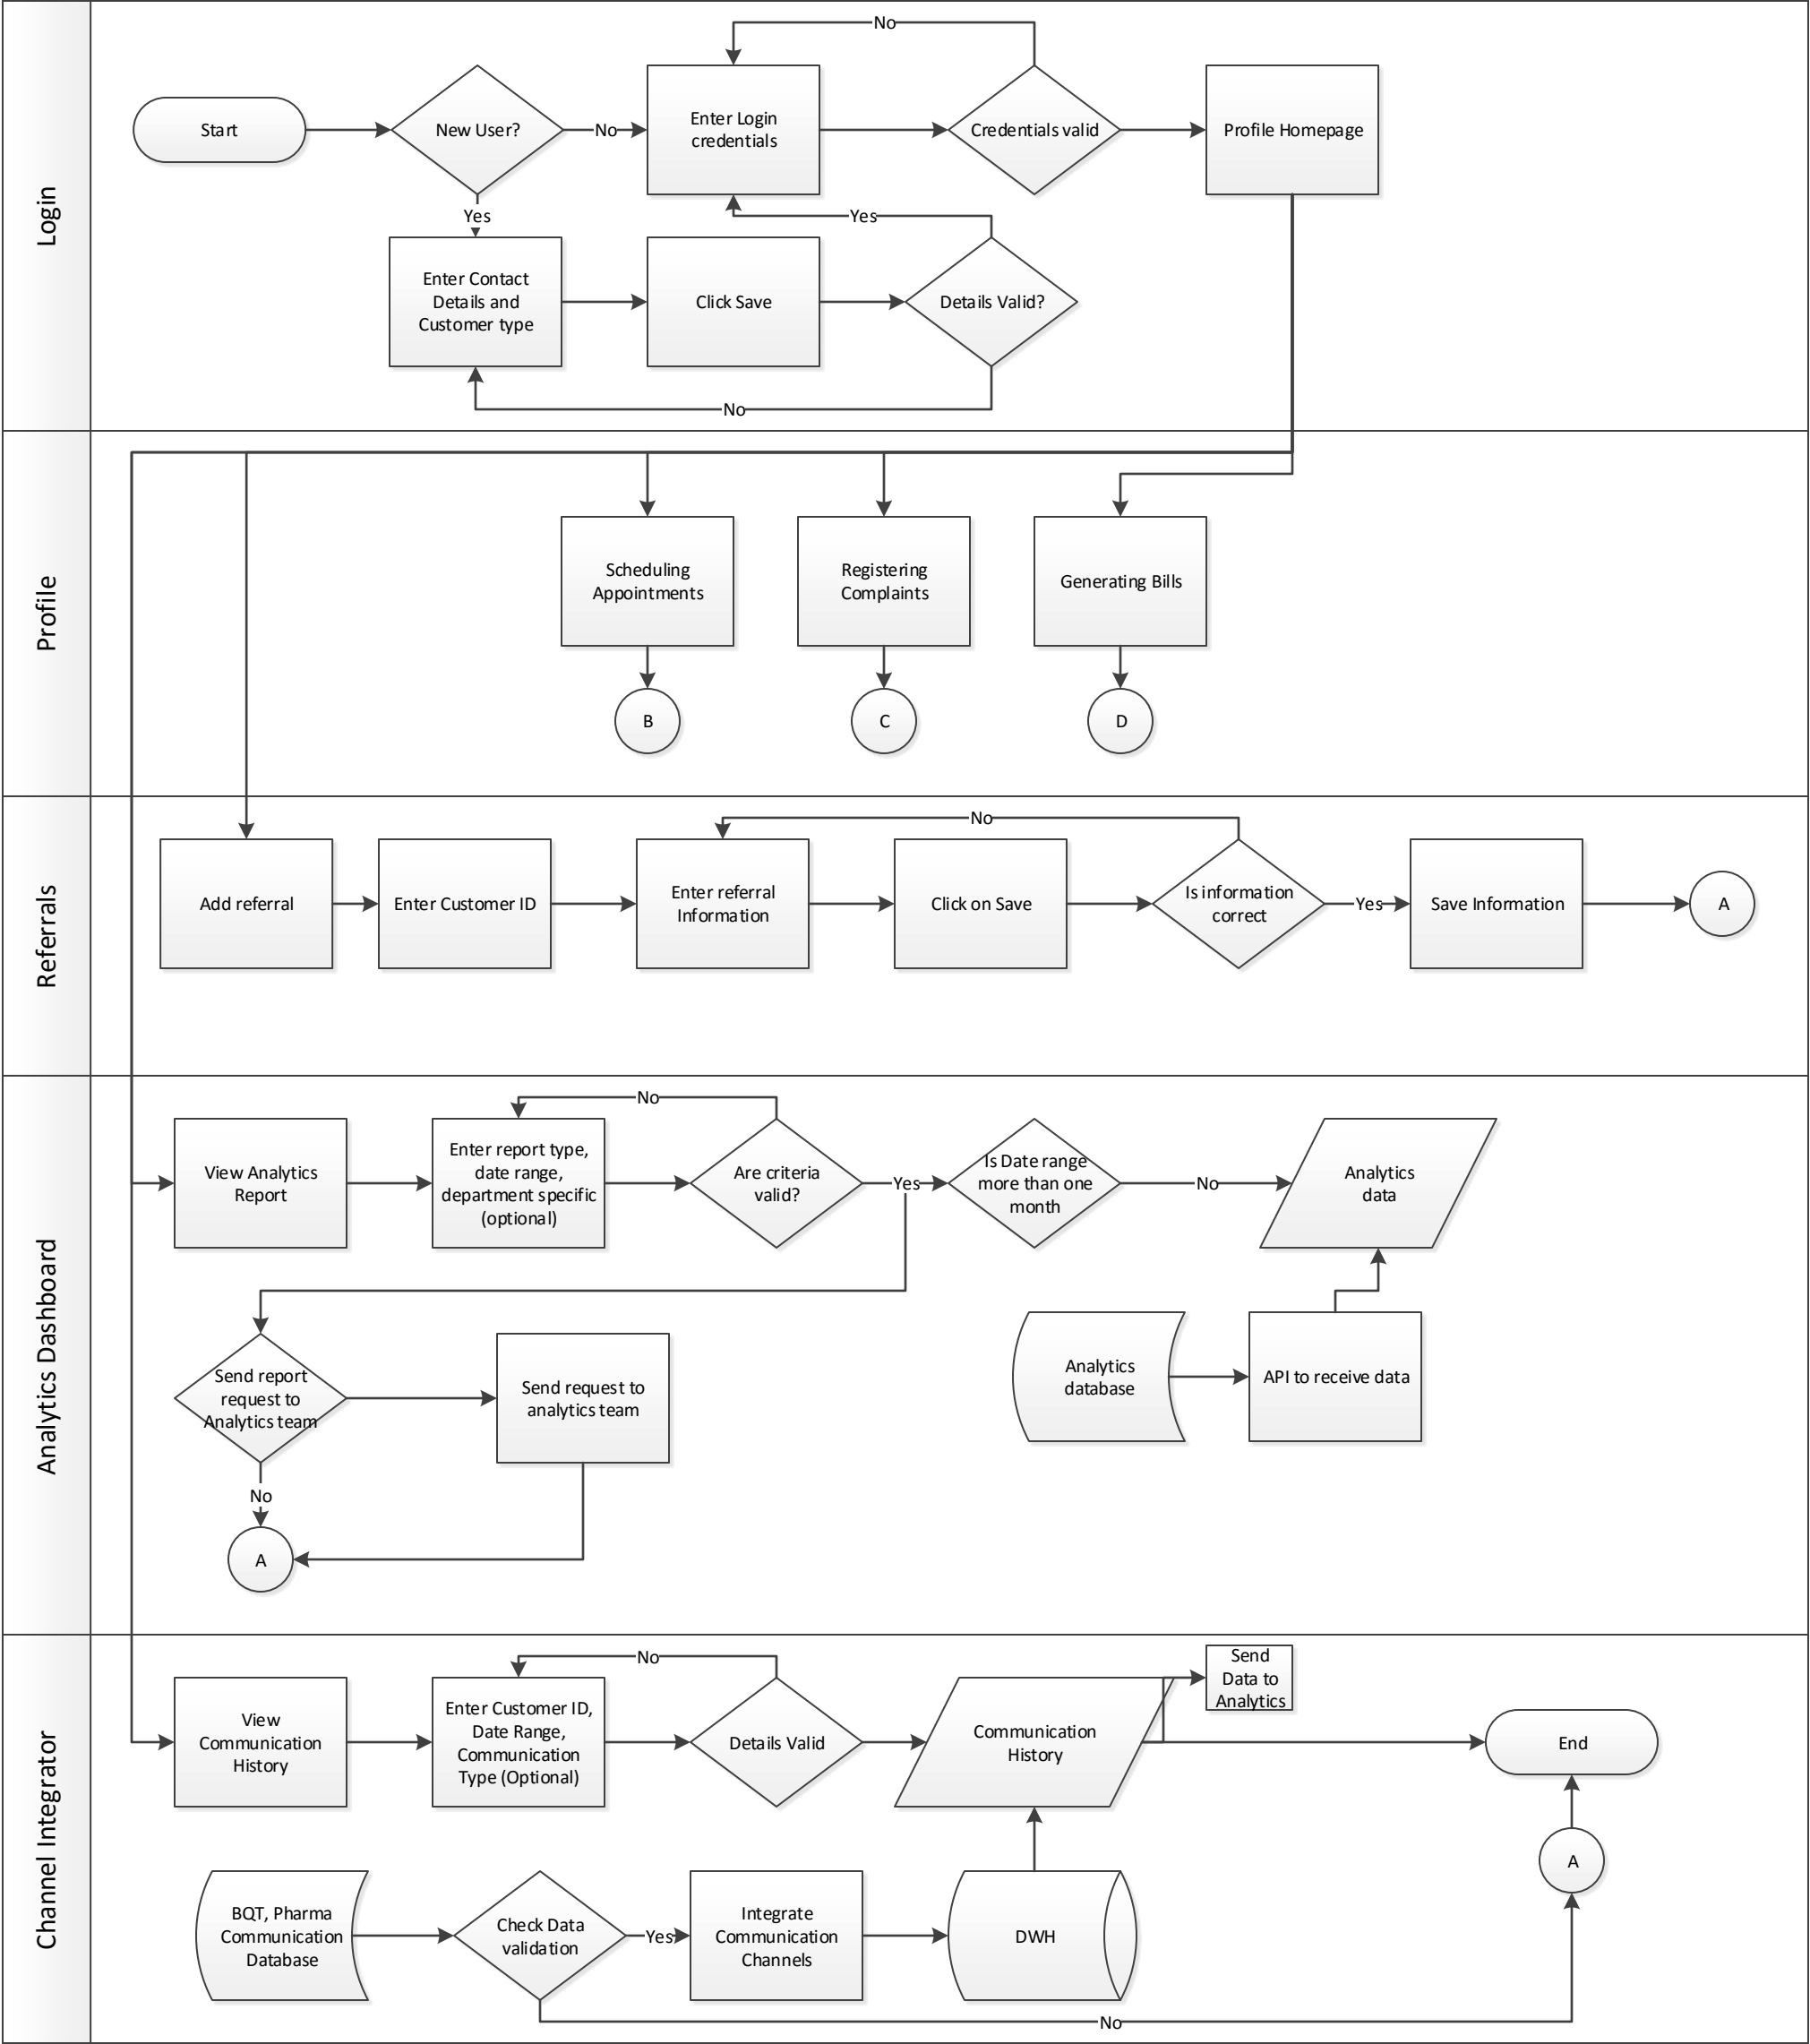 Login
No
Start
New User?
No
Enter Login
credentials
Credentials valid
Profile Homepage
Yes
Yes
Enter Contact
Details and
Customer type
Click Save
Details Valid?
No
Profile
Scheduling
Appointments
Registering
Complaints
Generating Bills
B
C
D
Referrals
No
Add referral
Enter Customer ID
Enter referral
Information
Click on Save
Is information
correct
Yes
Save Information
A
Analytics Dashboard
No
View Analytics
Report
Enter report type,
date range,
department specific
(optional)
Are criteria
valid?
Yes
Is Date range
more than one
month
No
Analytics
data
Send report
request to
Analytics team
Send request to
analytics team
Analytics
database
API to receive data
No
A
Channel Integrator
No
Send
Data to
Analytics
View
Communication
History
Enter Customer ID,
Date Range,
Communication
Type (Optional)
Details Valid
Communication
History
End
A
BQT, Pharma
Communication
Database
Check Data
validation
Yes
Integrate
Communication
Channels
DWH
No